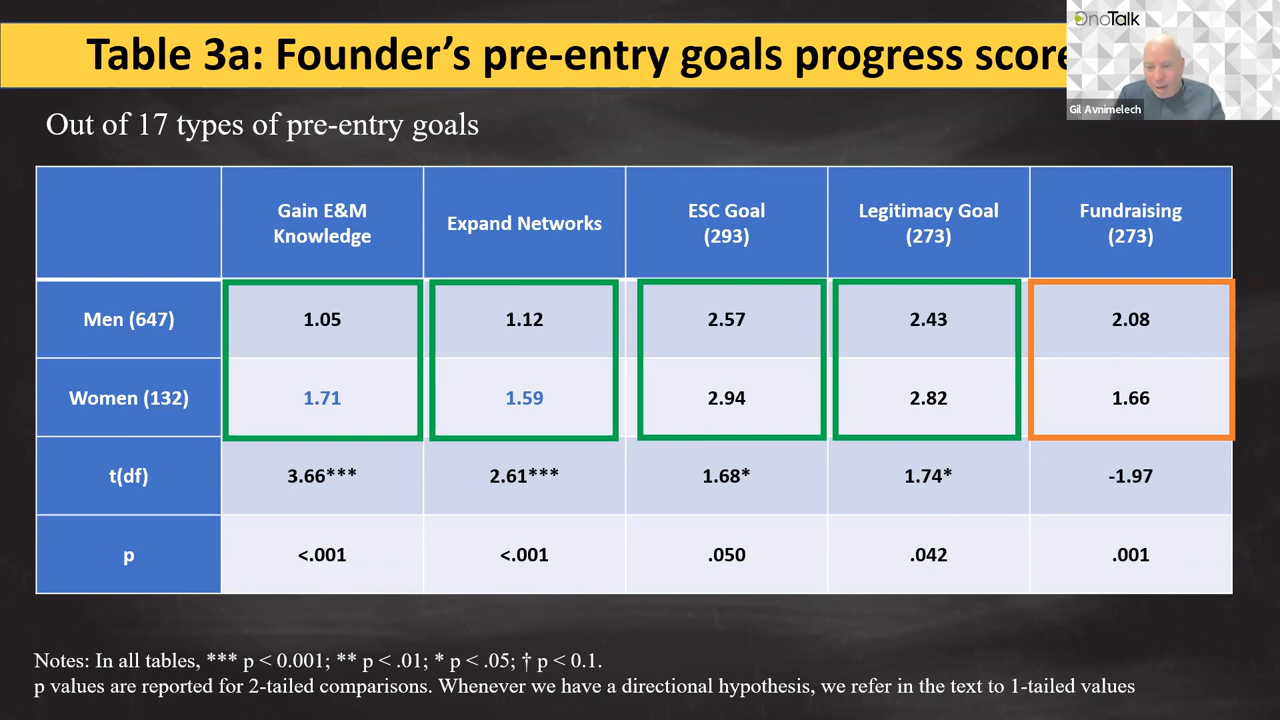 Table 3a: Founder's pre-entry goals progress score
OnoTalk
Gil Avnimelech
Out of 17 types of pre-entry goals
Gain E&M Knowledge
Expand Networks
ESC Goal (293)
Legitimacy Goal (273)
Fundraising (273)
Men (647) 1.05 1.12 2.57 2.43 2.08
Women (132) 1.71 1.59 2.94 2.82 1.66
t(df) 3.66*** 2.61*** 1.68* 1.74* -1.97
p <.001 <.001 .050 .042 .001
Notes: In all tables, *** p < 0.001; ** p < .01; * p < .05; † p < 0.1.
p values are reported for 2-tailed comparisons. Whenever we have a directional hypothesis, we refer in the text to 1-tailed values